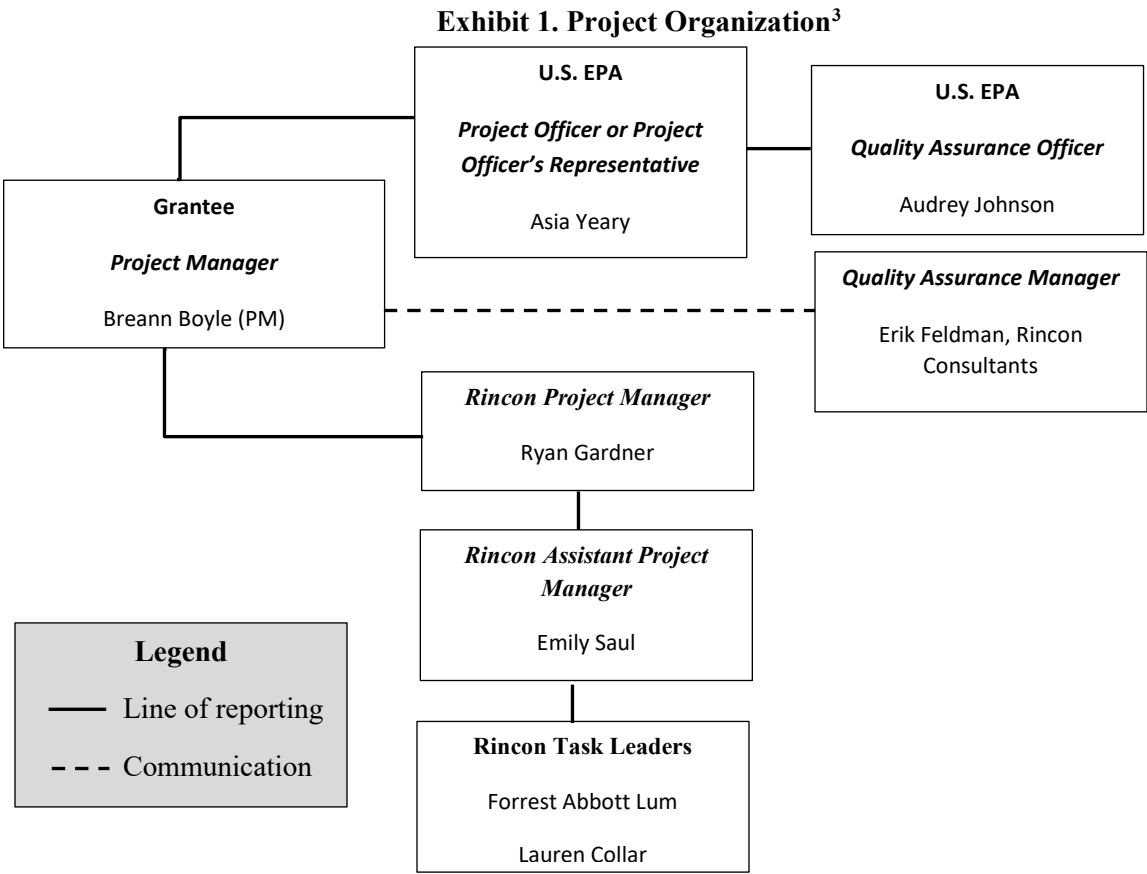 Exhibit 1. Project Organization³
U.S. EPA
Project Officer or Project
Officer's Representative
Asia Yeary
U.S. EPA
Quality Assurance Officer
Audrey Johnson
Grantee
Project Manager
Breann Boyle (PM)
Quality Assurance Manager
Erik Feldman, Rincon
Consultants
Rincon Project Manager
Ryan Gardner
Rincon Assistant Project
Manager
Emily Saul
Legend
Line of reporting
Communication
Rincon Task Leaders
Forrest Abbott Lum
Lauren Collar